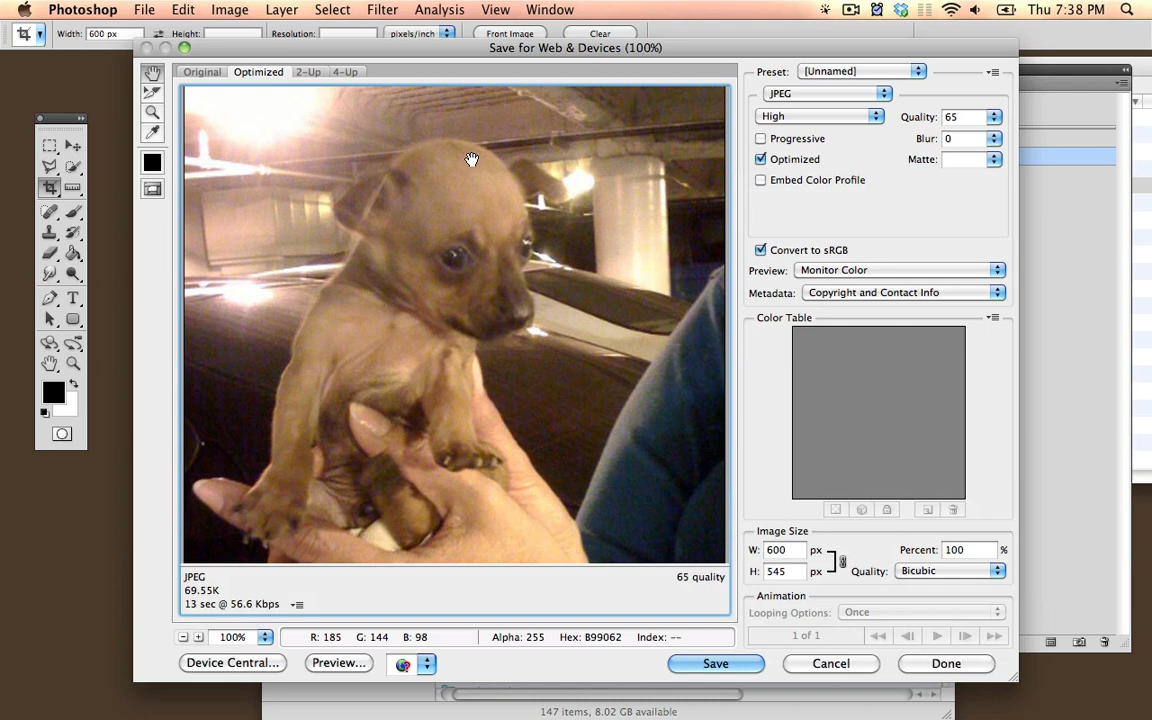 Photoshop File Edit Image Layer Select Filter Analysis View Window Thu 7:38 PM
Width: 600 px Height: Resolution: pixels/inch Front Image Clear
Save for Web & Devices (100%)
Original Optimized 2-Up 4-Up
Preset: [Unnamed]
JPEG
High Quality: 65
Progressive Blur: 0
Optimized Matte:
Embed Color Profile
Convert to sRGB
Preview: Monitor Color
Metadata: Copyright and Contact Info
Color Table
Image Size
W: 600 px Percent: 100 %
H: 545 px Quality: Bicubic
Animation
Looping Options: Once
1 of 1
JPEG 65 quality
69.55K
13 sec @ 56.6 Kbps
100% R: 185 G: 144 B: 98 Alpha: 255 Hex: B99062 Index: --
Device Central... Preview... Save Cancel Done
147 items, 8.02 GB available